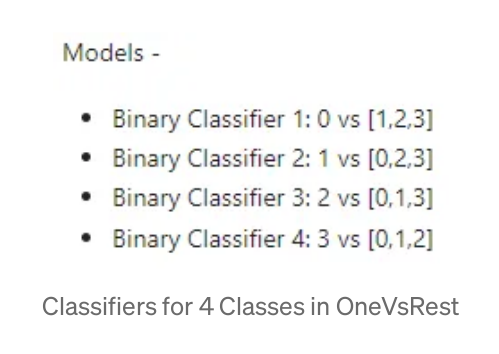 Models -
• Binary Classifier 1: 0 vs [1,2,3]
• Binary Classifier 2: 1 vs [0,2,3]
• Binary Classifier 3: 2 vs [0,1,3]
• Binary Classifier 4: 3 vs [0,1,2]
Classifiers for 4 Classes in OneVsRest